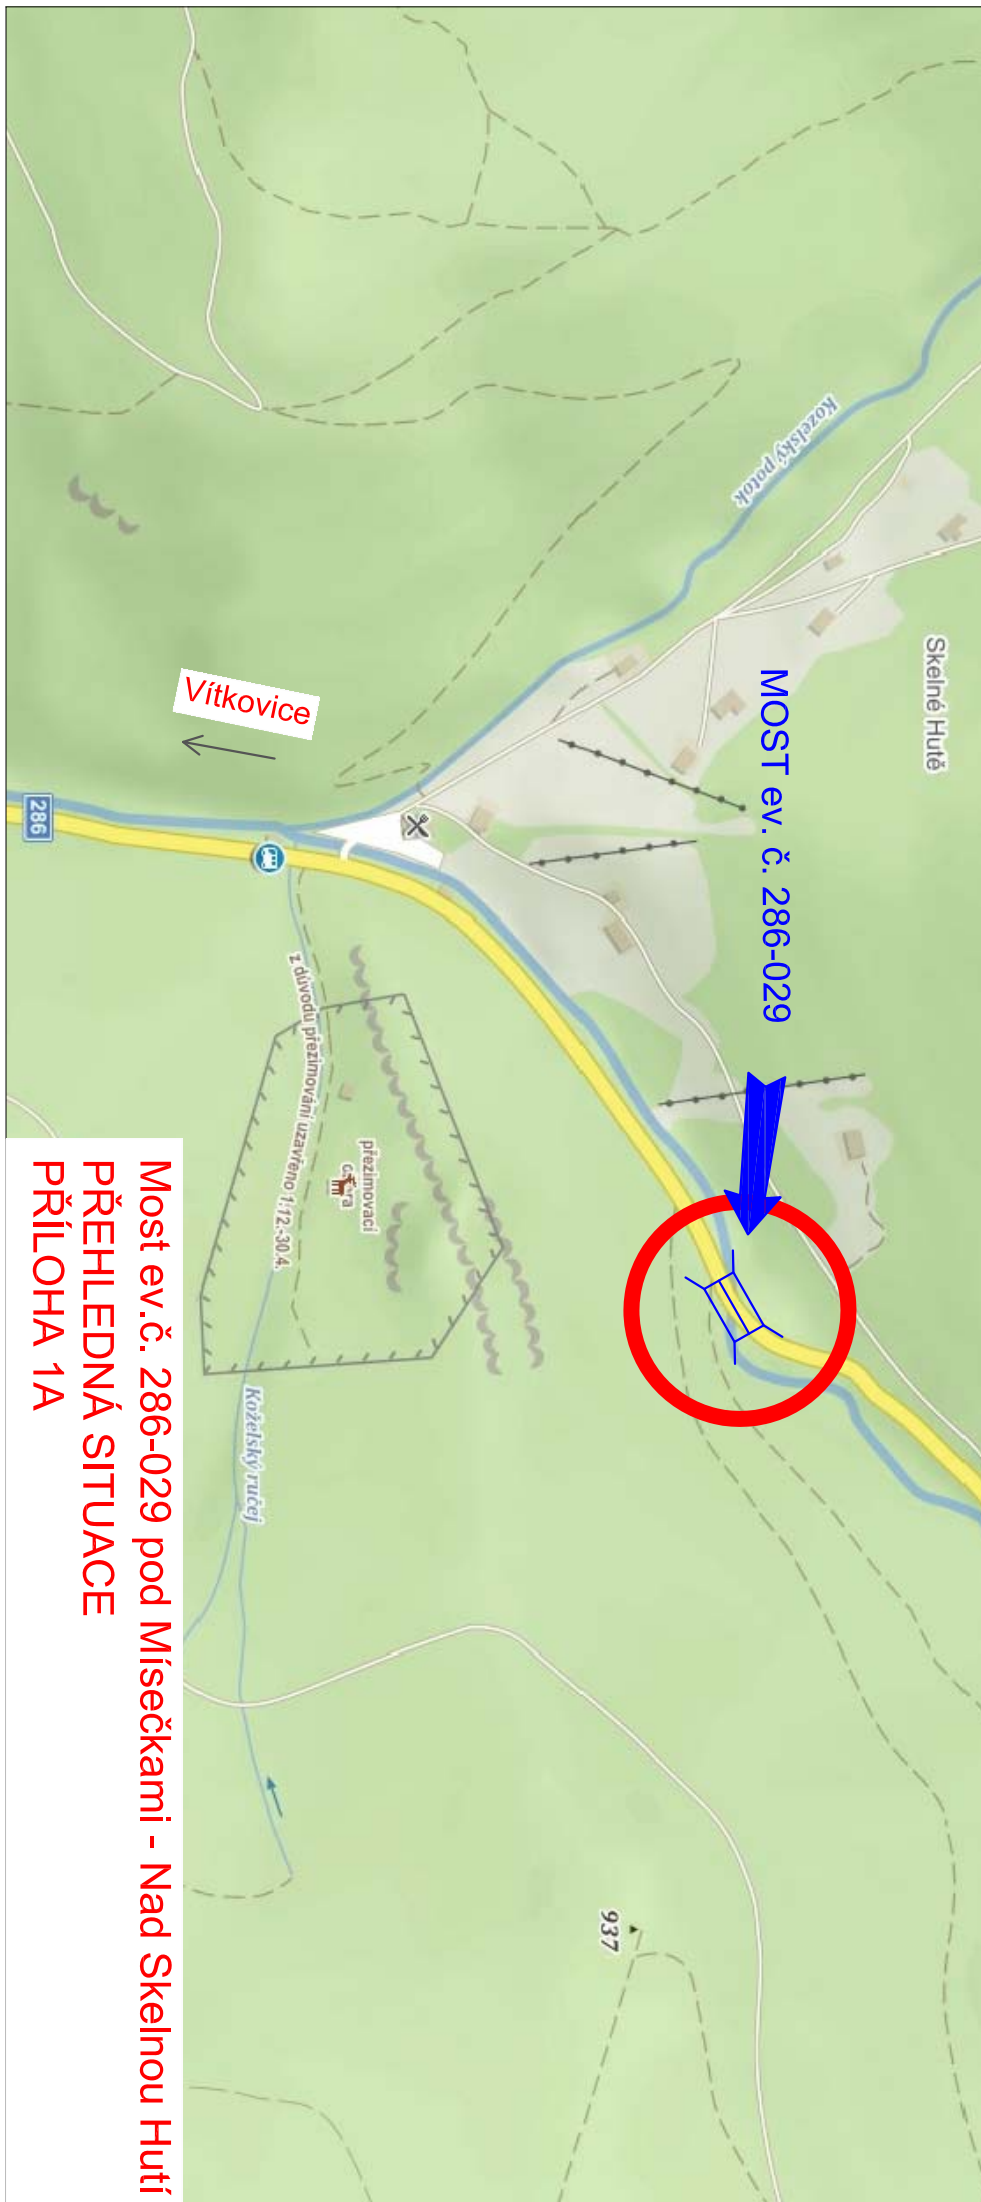 Skelné Hutě
Kozelský potok
MOST ev. č. 286-029
Vítkovice
286
z důvodu přezimování uzavřeno 1.12.-30.4.
přezimovací
Koželský ručej
937
Most ev.č. 286-029 pod Mísečkami - Nad Skelnou Hutí
PŘEHLEDNÁ SITUACE
PŘÍLOHA 1A